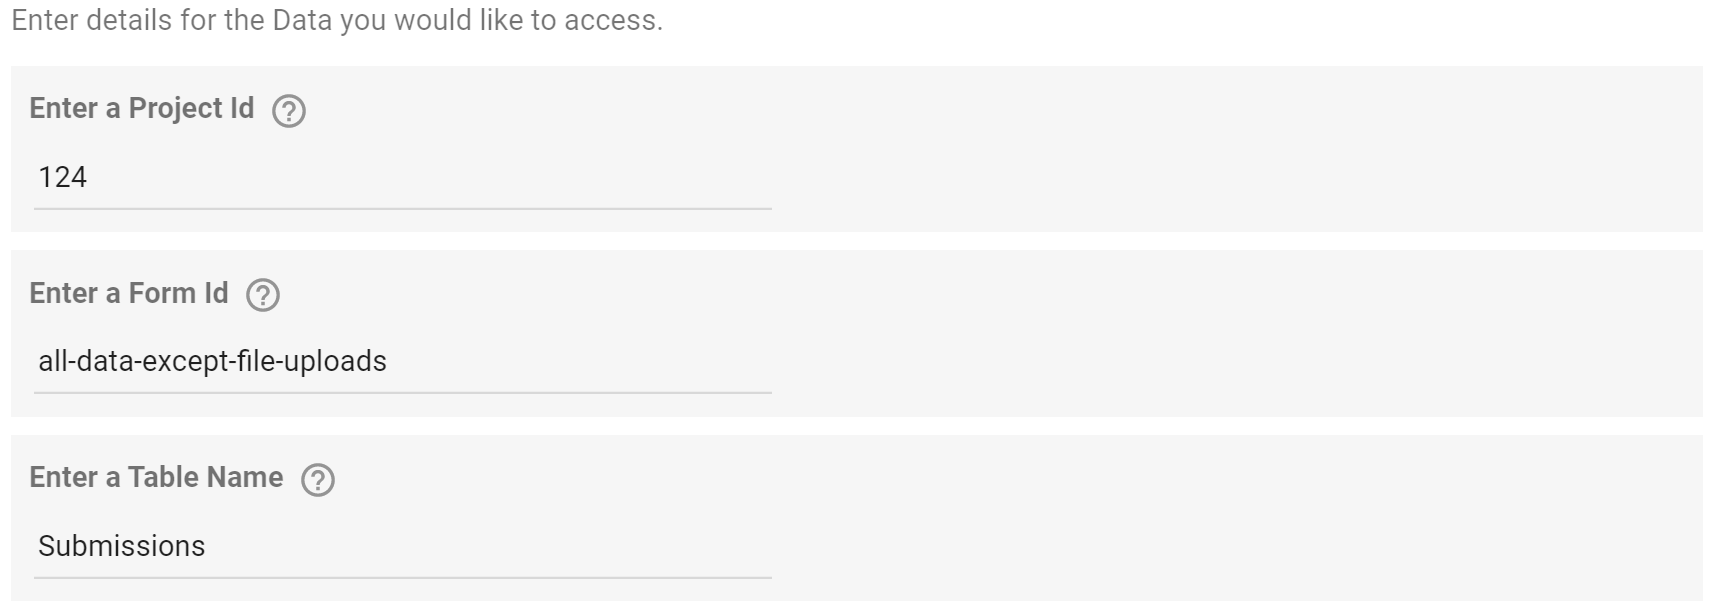 Enter details for the Data you would like to access.
Enter a Project Id ?
124
Enter a Form Id ?
all-data-except-file-uploads
Enter a Table Name ?
Submissions